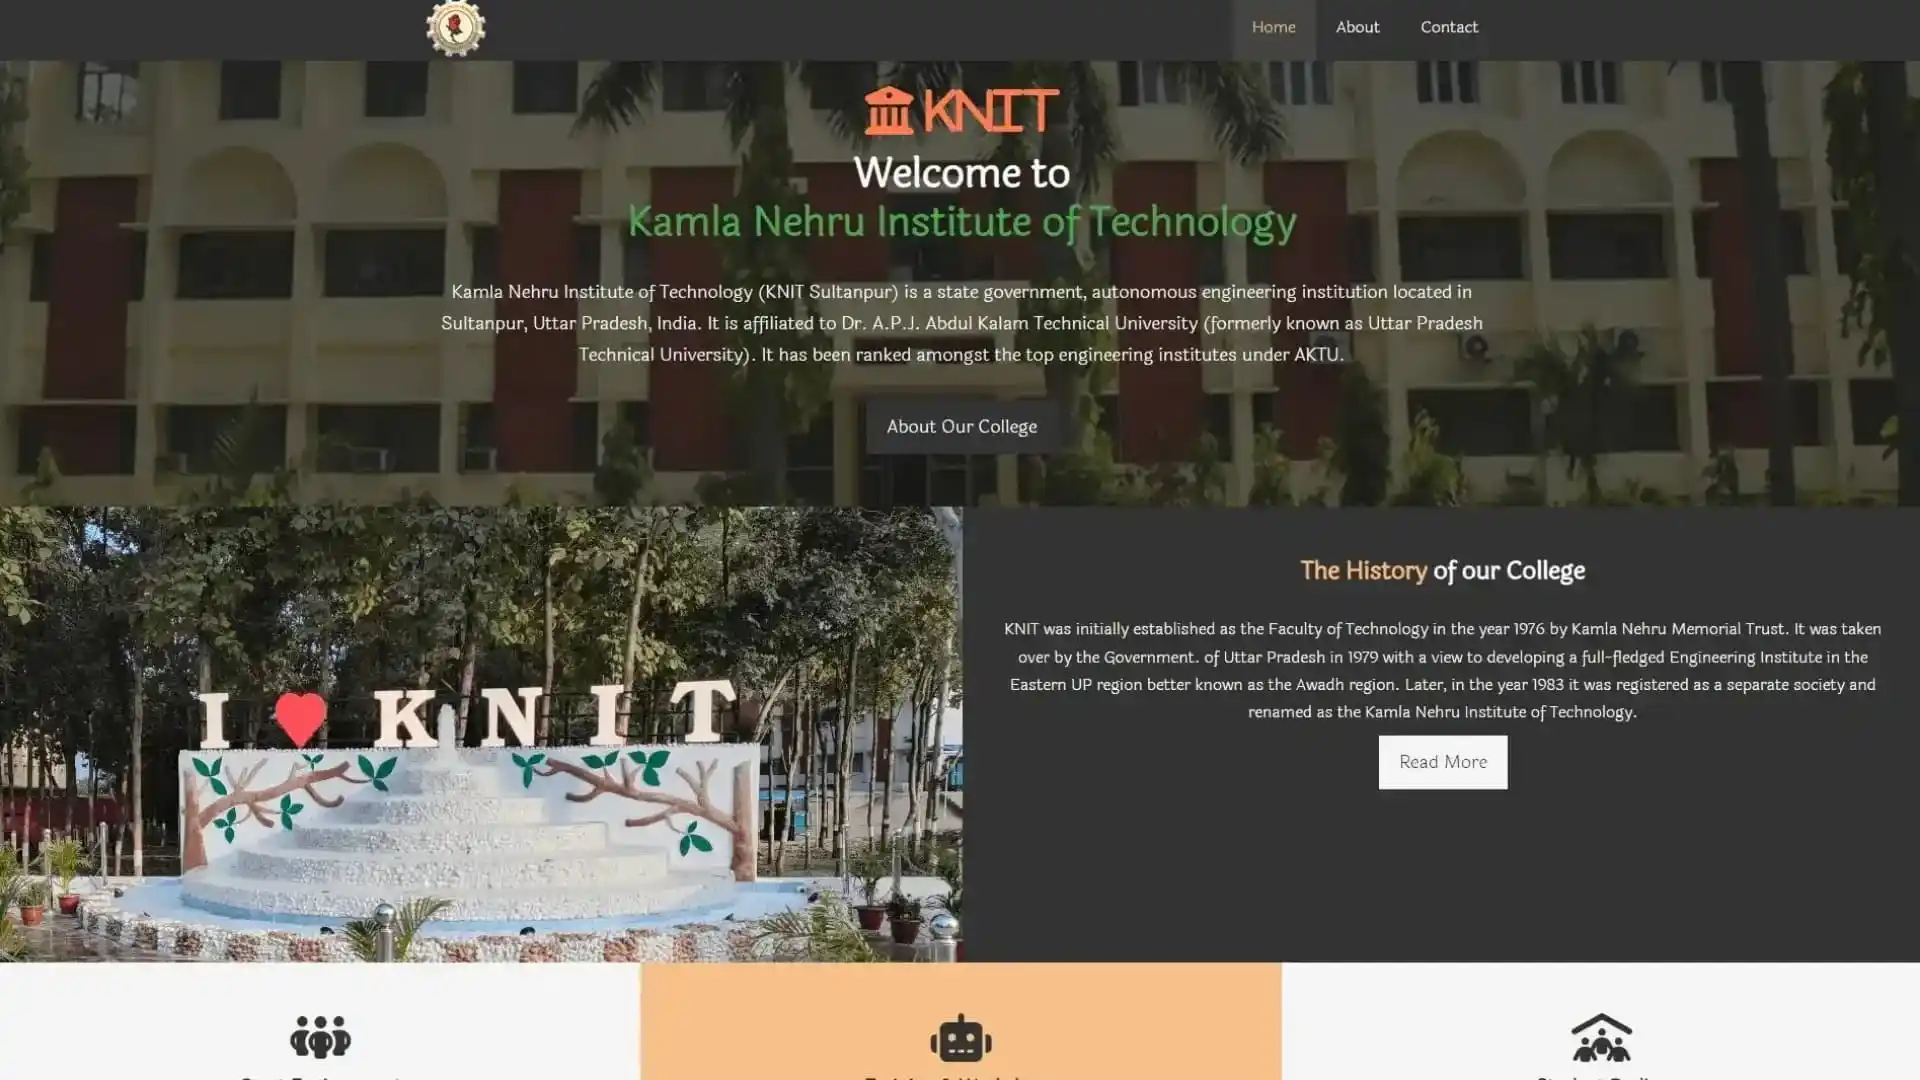 Home About Contact
KNIT
Welcome to
Kamla Nehru Institute of Technology
Kamla Nehru Institute of Technology (KNIT Sultanpur) is a state government, autonomous engineering institution located in
Sultanpur, Uttar Pradesh, India. It is affiliated to Dr. A.P.J. Abdul Kalam Technical University (formerly known as Uttar Pradesh
Technical University). It has been ranked amongst the top engineering institutes under AKTU.
About Our College
I ♥ KNIT
The History of our College
KNIT was initially established as the Faculty of Technology in the year 1976 by Kamla Nehru Memorial Trust. It was taken
over by the Government. of Uttar Pradesh in 1979 with a view to developing a full-fledged Engineering Institute in the
Eastern UP region better known as the Awadh region. Later, in the year 1983 it was registered as a separate society and
renamed as the Kamla Nehru Institute of Technology.
Read More